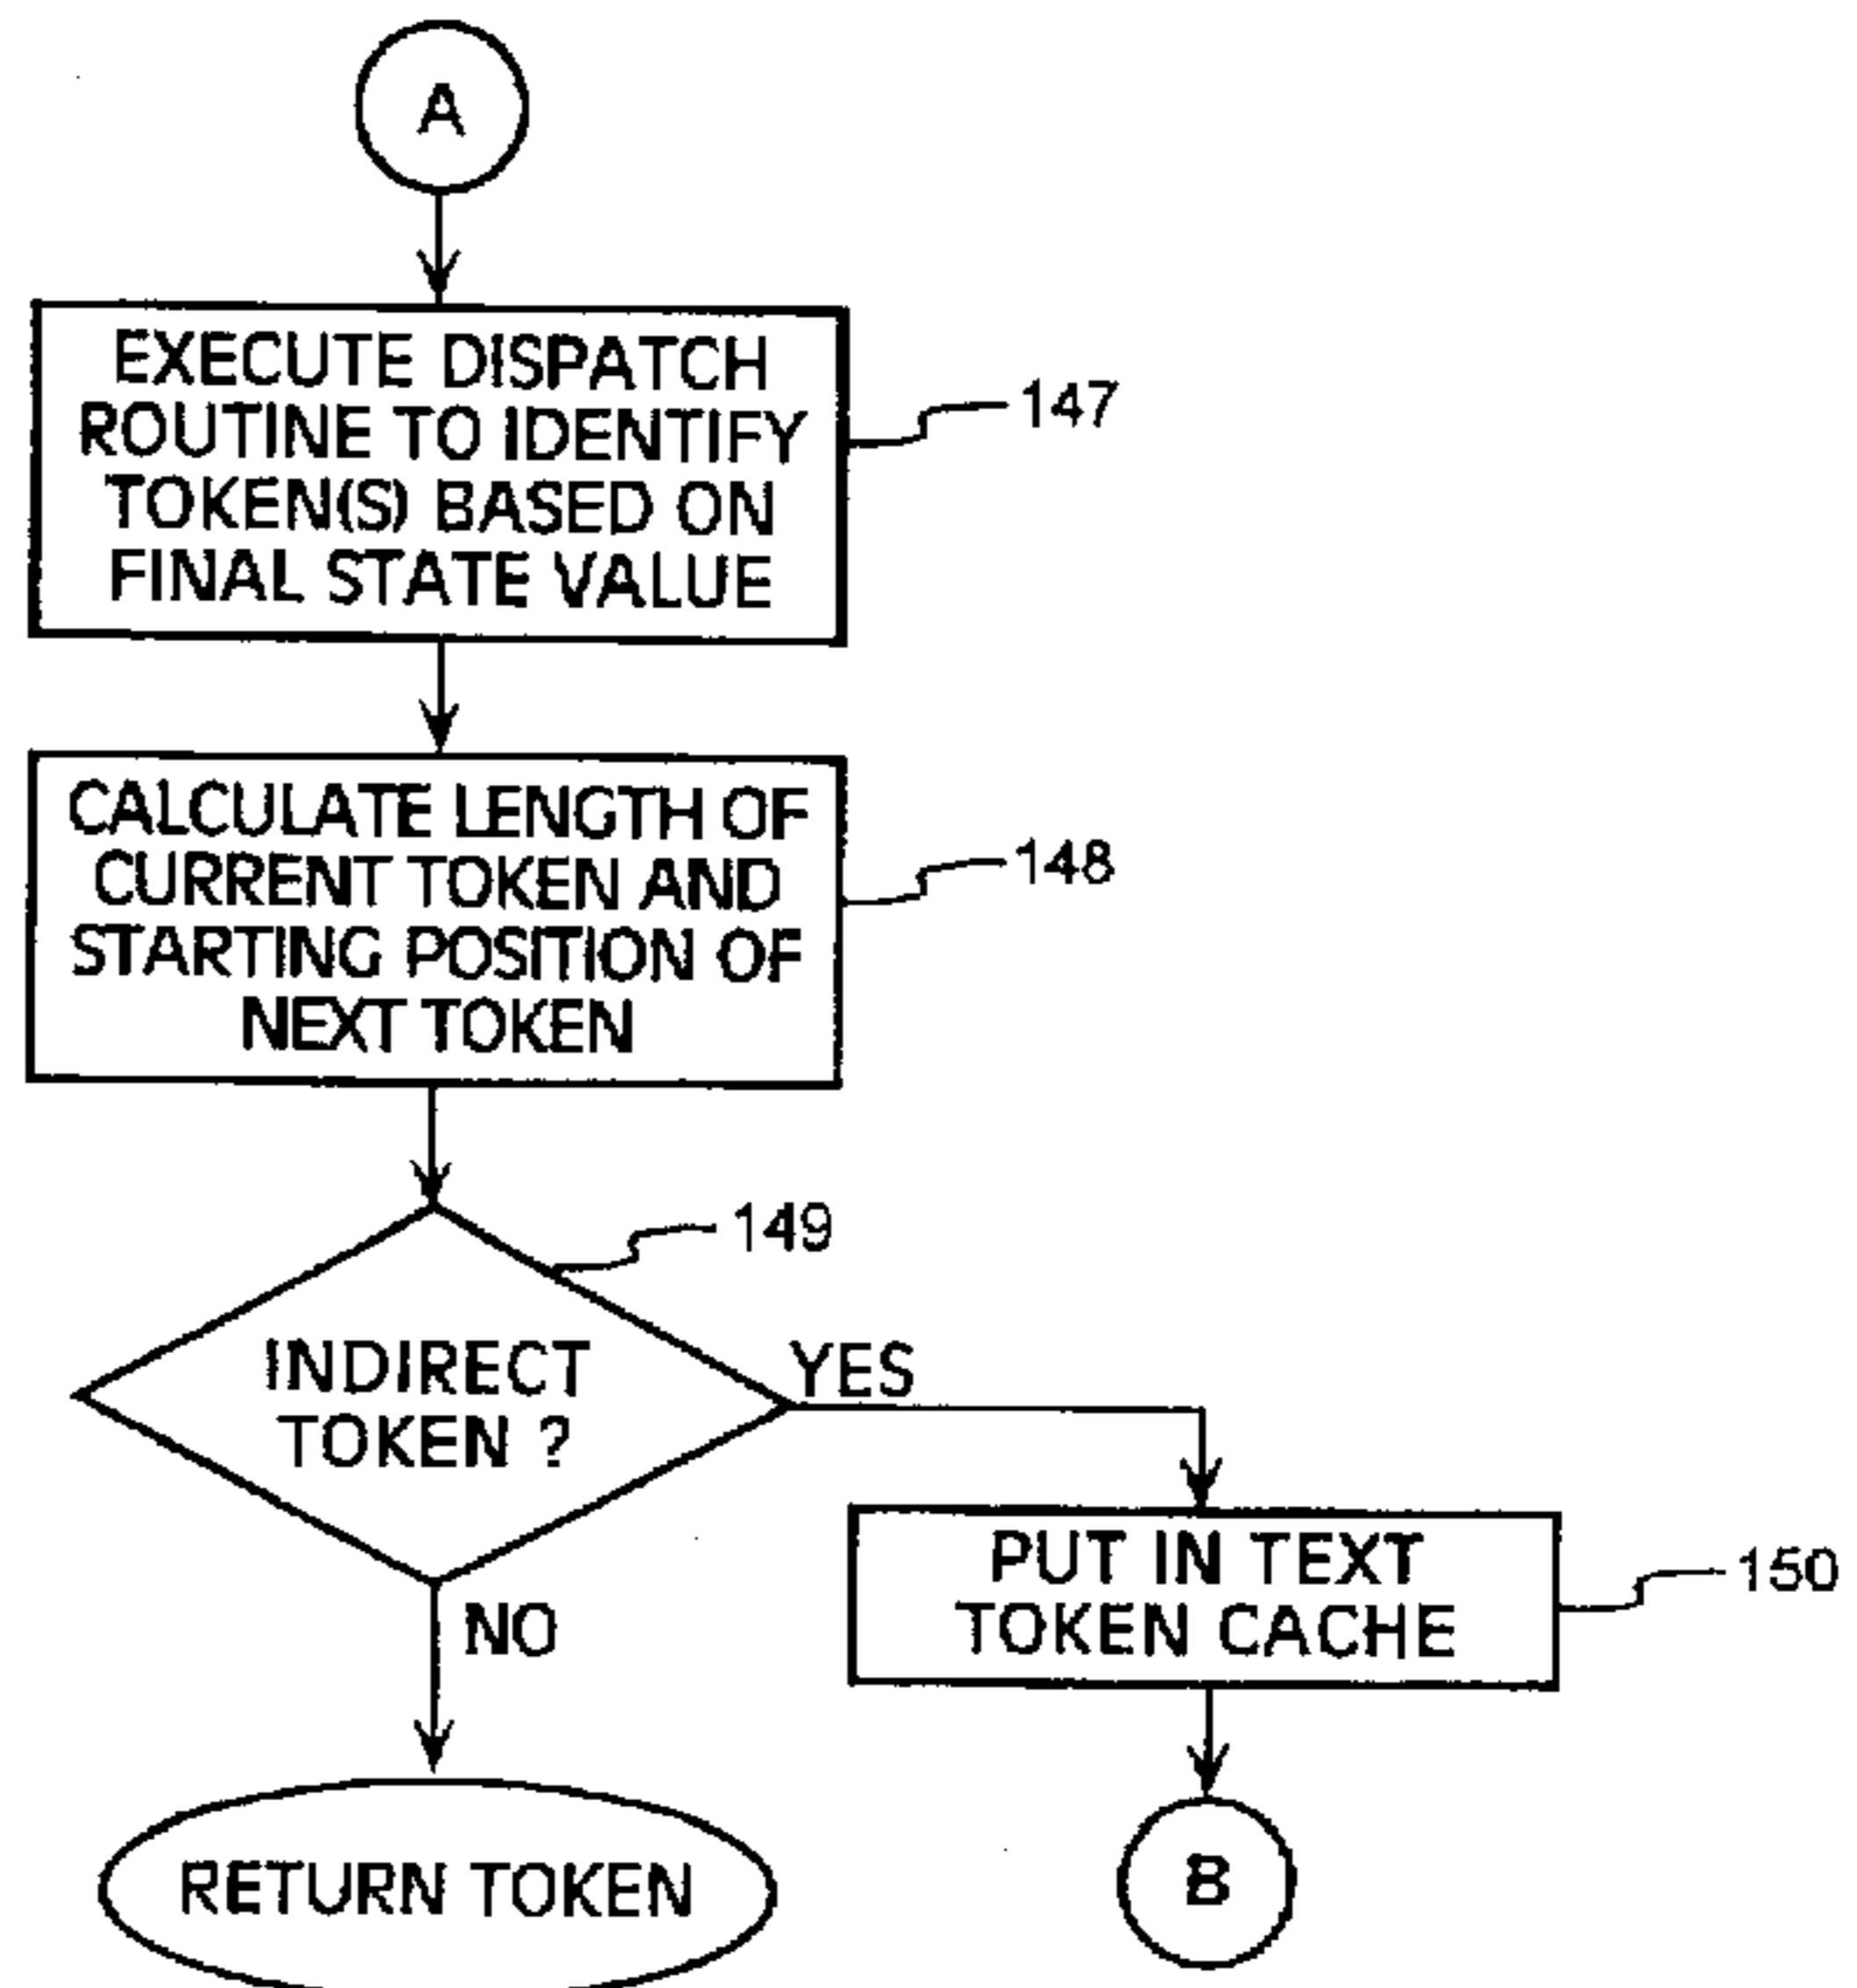 A
EXECUTE DISPATCH
ROUTINE TO IDENTIFY
TOKEN(S) BASED ON
FINAL STATE VALUE
147
CALCULATE LENGTH OF
CURRENT TOKEN AND
STARTING POSITION OF
NEXT TOKEN
148
149
INDIRECT
TOKEN ?
YES
NO
PUT IN TEXT
TOKEN CACHE
150
RETURN TOKEN
B